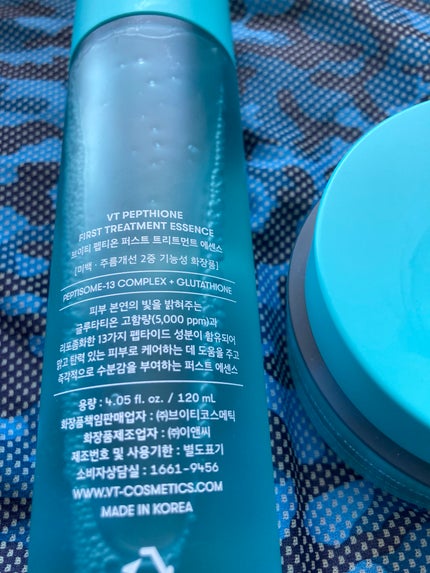 VT PEPTHIONE
FIRST TREATMENT ESSENCE
브이티 펩티온 퍼스트 트리트먼트 에센스
[미백 · 주름개선 2중 기능성 화장품]
PEPTISOME-13 COMPLEX + GLUTATHIONE
피부 본연의 빛을 밝혀주는
글루타티온 고함량(5,000 ppm)과
리포좀화한 13가지 펩타이드 성분이 함유되어
맑고 탄력 있는 피부로 케어하는 데 도움을 주고
즉각적으로 수분감을 부여하는 퍼스트 에센스
용량 : 4.05 fl. oz. / 120 mL
화장품책임판매업자 : ㈜브이티코스메틱
화장품제조업자 : ㈜이앤씨
제조번호 및 사용기한 : 별도표기
소비자상담실 : 1661-9456
WWW.VT-COSMETICS.COM
MADE IN KOREA